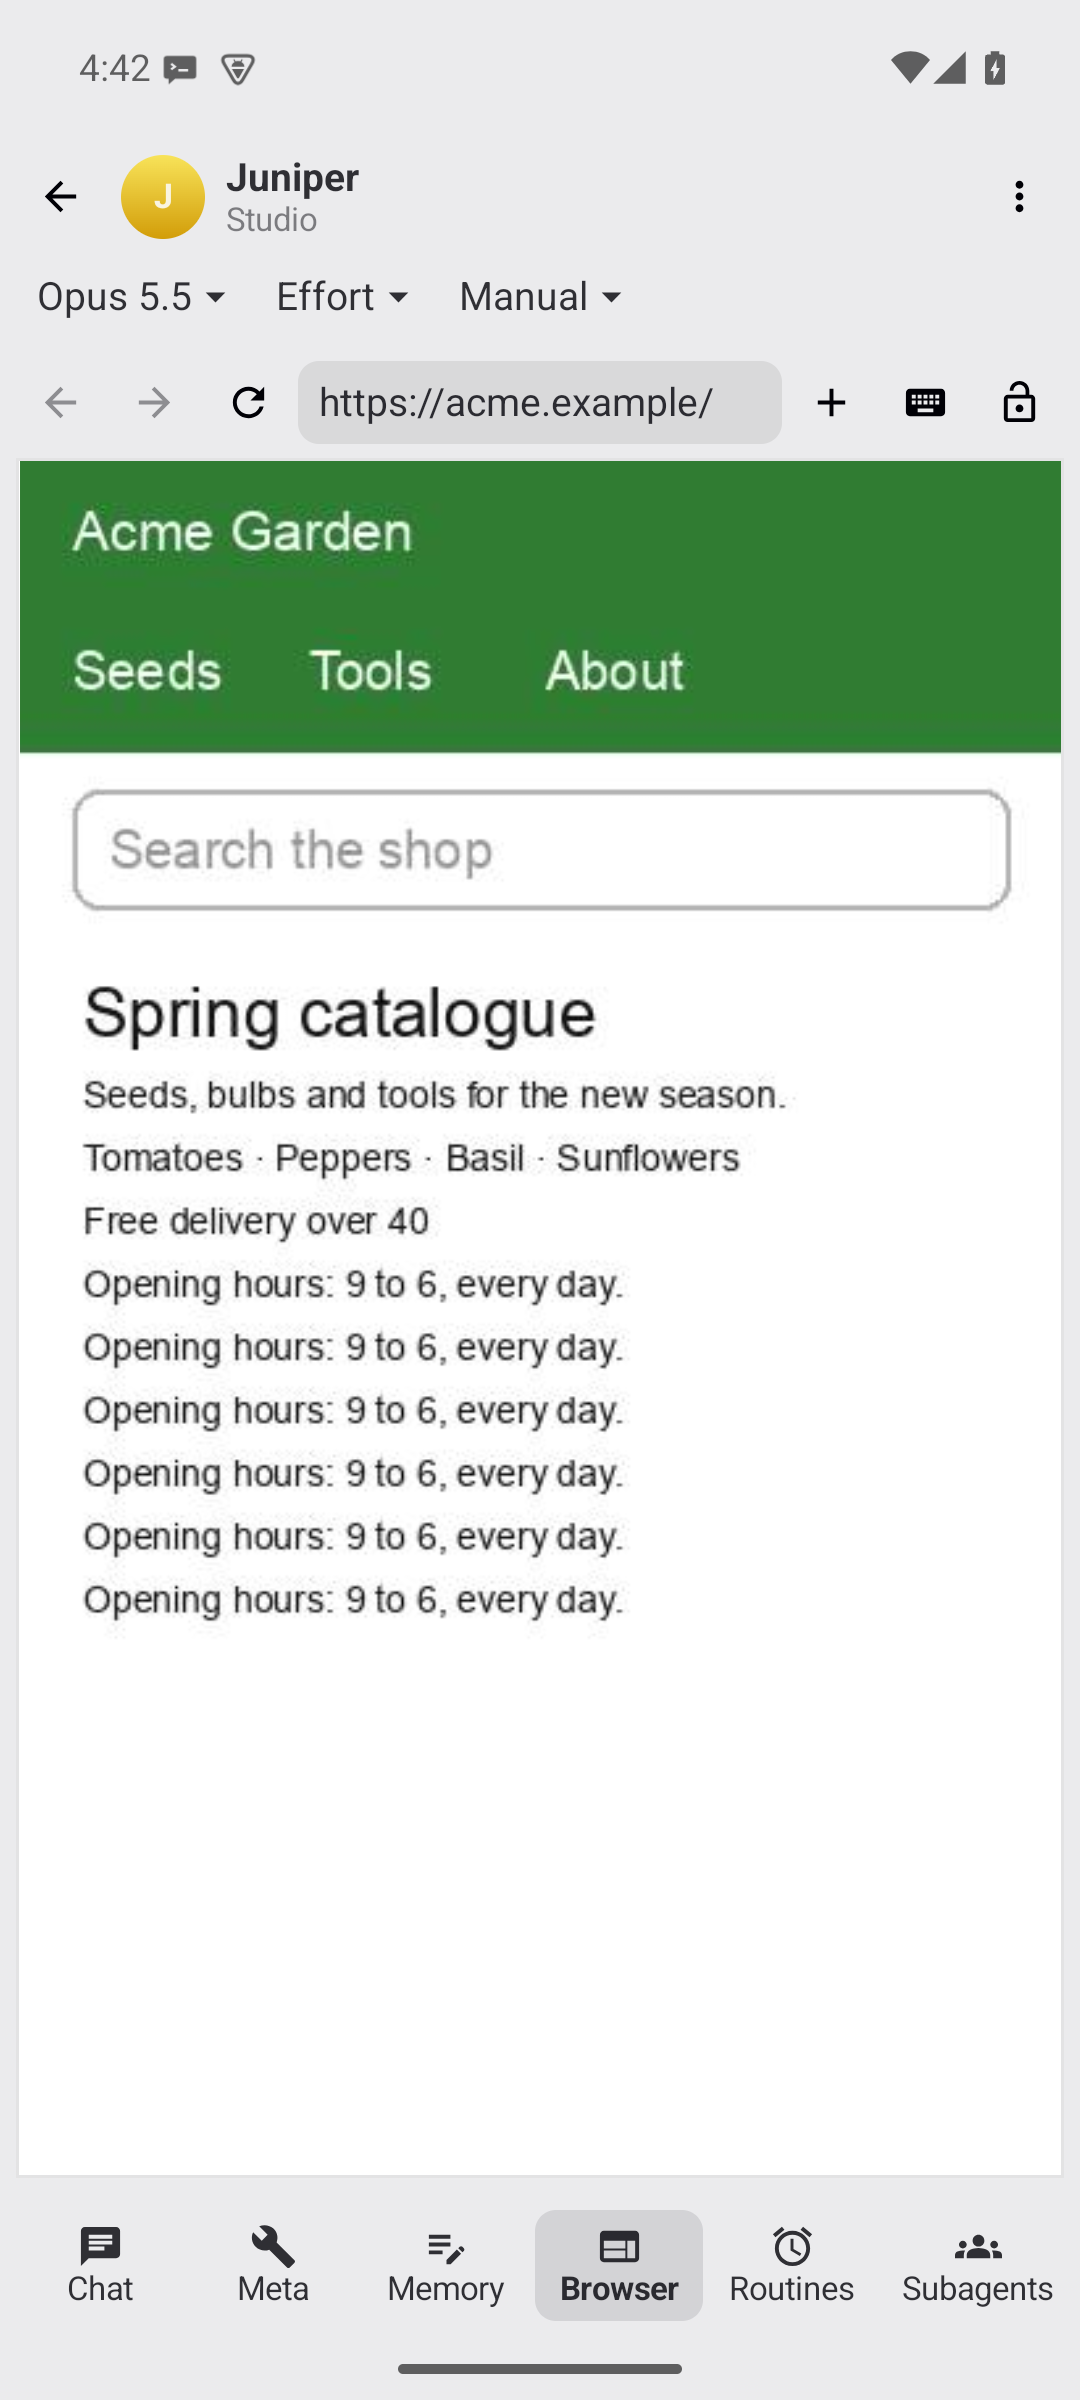 4:42
J
Juniper
Studio
Opus 5.5 Effort Manual
https://acme.example/
Acme Garden
Seeds Tools About
Search the shop
Spring catalogue
Seeds, bulbs and tools for the new season.
Tomatoes · Peppers · Basil · Sunflowers
Free delivery over 40
Opening hours: 9 to 6, every day.
Opening hours: 9 to 6, every day.
Opening hours: 9 to 6, every day.
Opening hours: 9 to 6, every day.
Opening hours: 9 to 6, every day.
Opening hours: 9 to 6, every day.
Chat Meta Memory Browser Routines Subagents